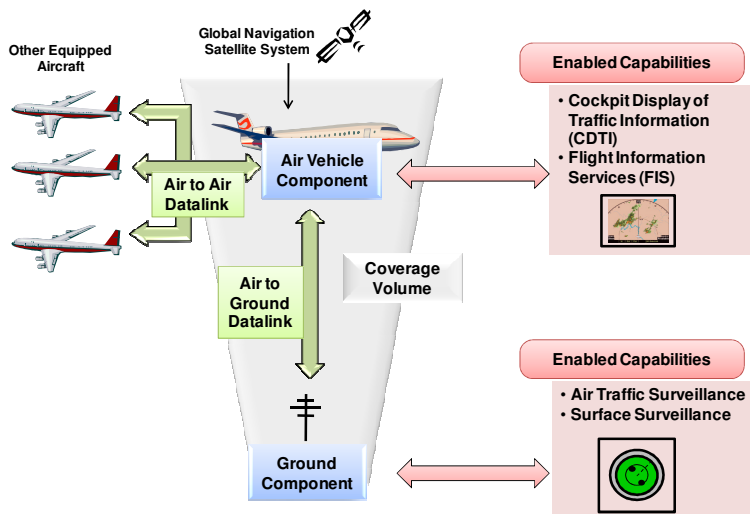 Global Navigation
Satellite System
Other Equipped
Aircraft
Enabled Capabilities
• Cockpit Display of
Traffic Information
(CDTI)
• Flight Information
Services (FIS)
Air Vehicle
Component
Air to Air
Datalink
Coverage
Volume
Air to
Ground
Datalink
Enabled Capabilities
• Air Traffic Surveillance
• Surface Surveillance
Ground
Component